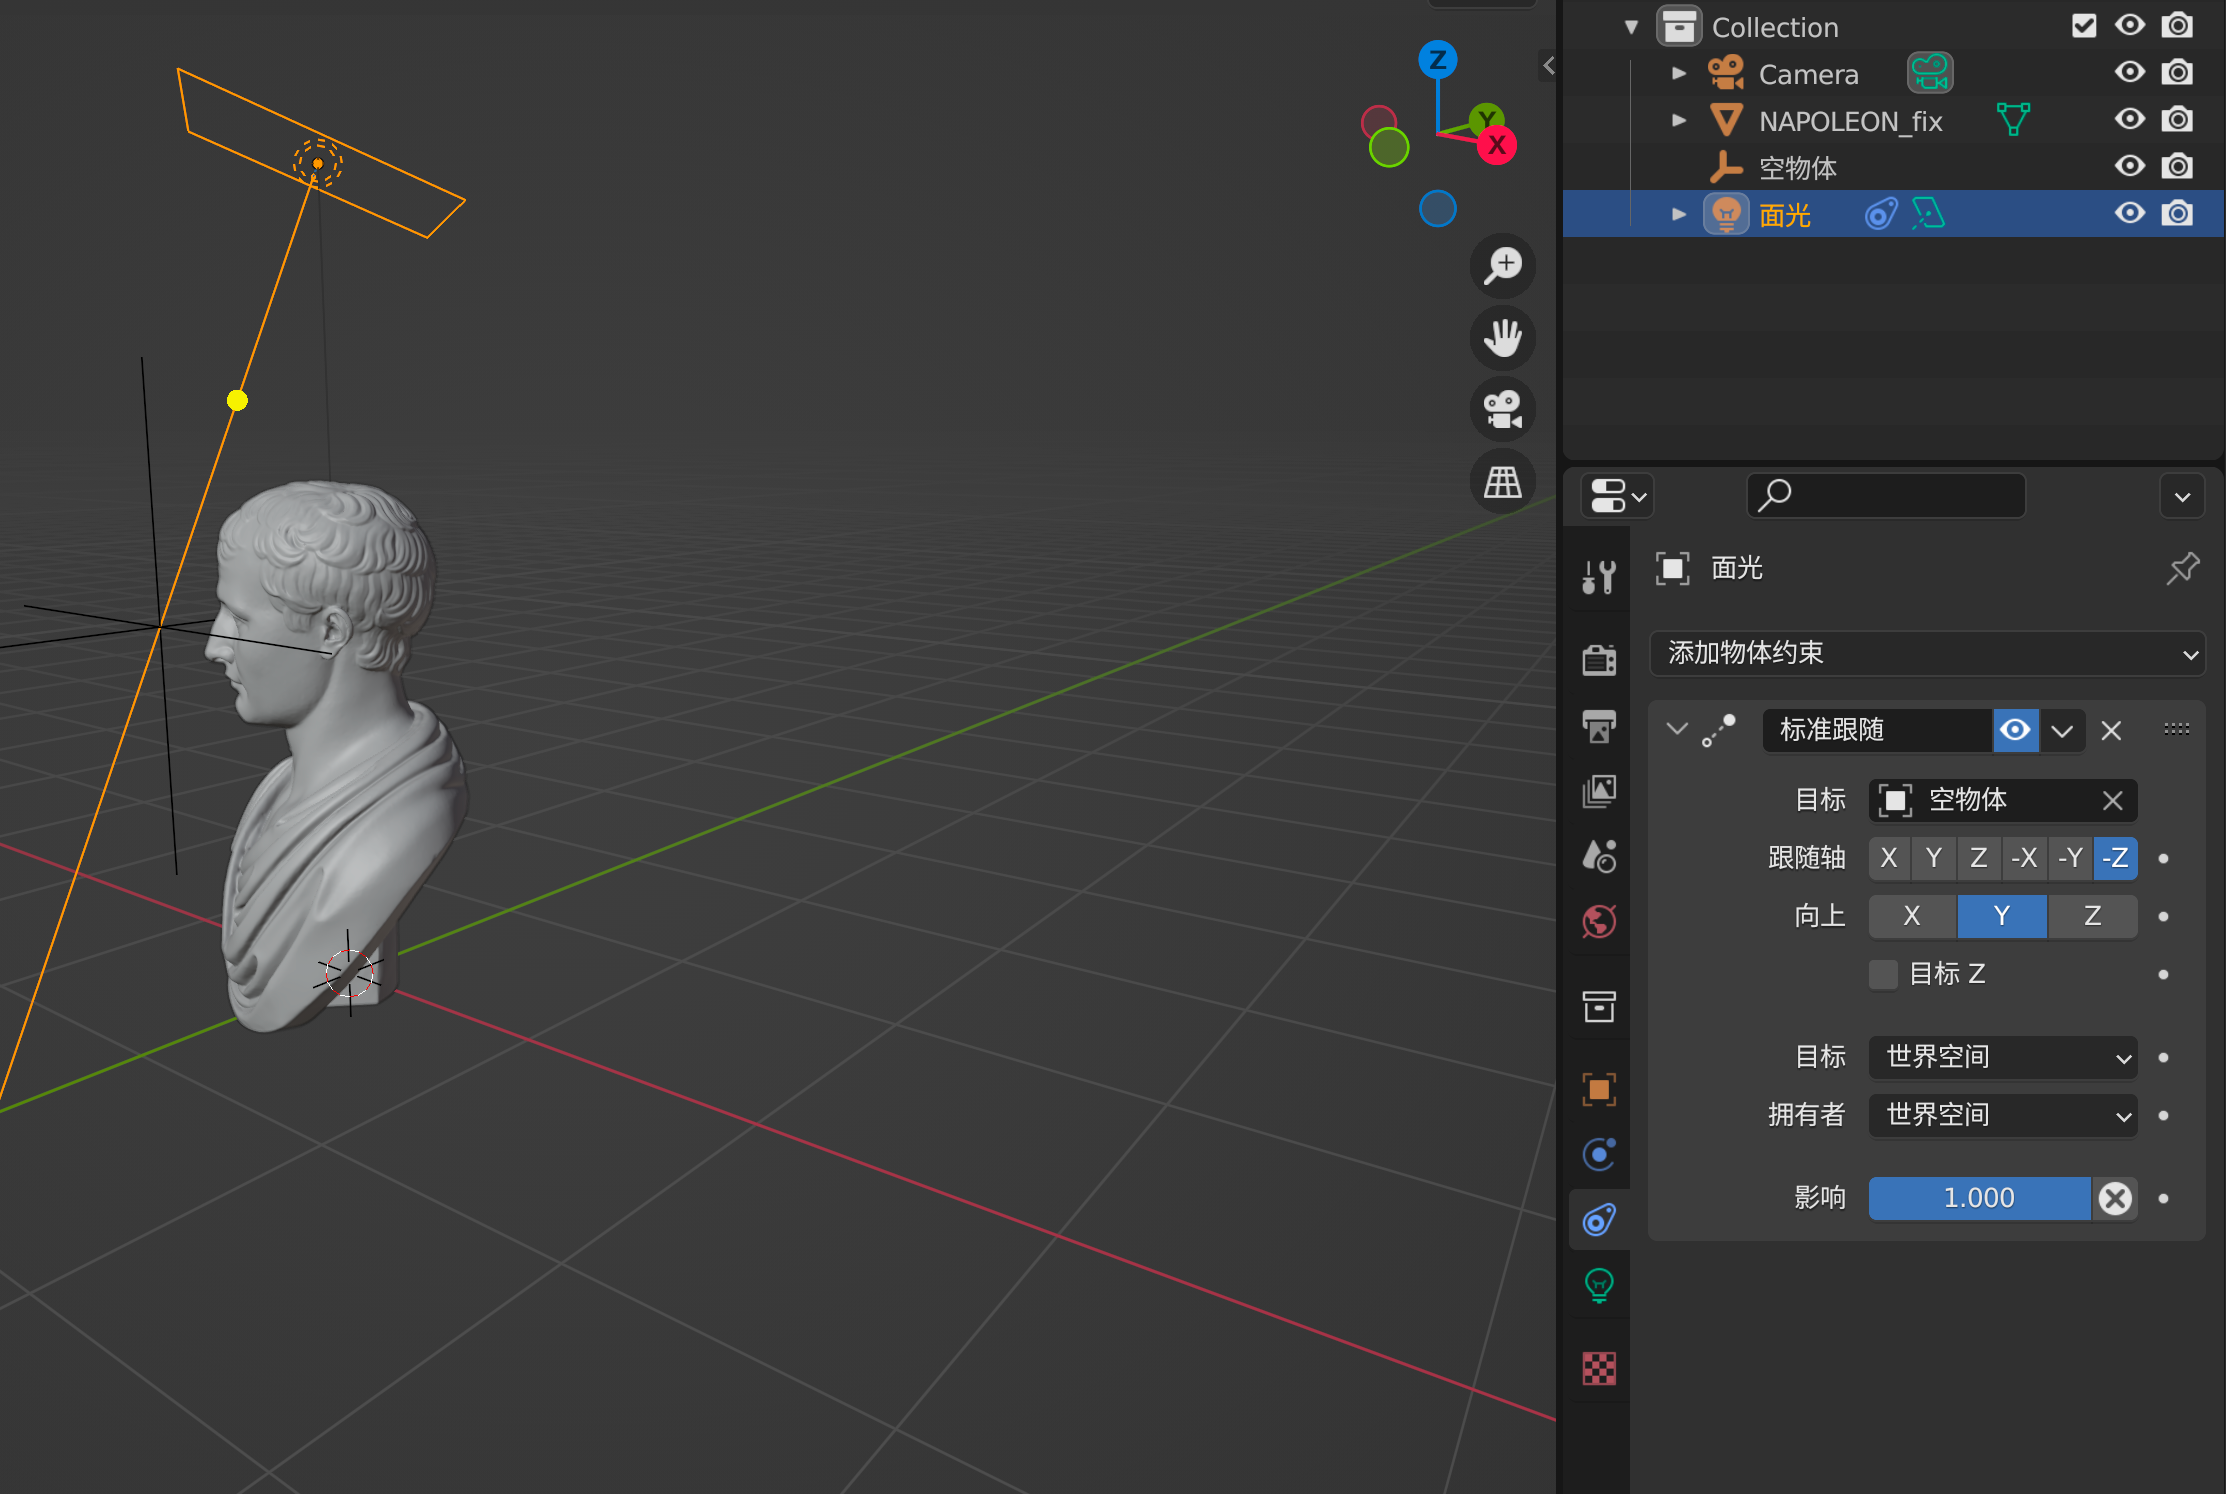 Z
Y
X
Collection
Camera
NAPOLEON_fix
空物体
面光
面光
添加物体约束
标准跟随
目标 空物体
跟随轴 X Y Z -X -Y -Z
向上 X Y Z
目标 Z
目标 世界空间
拥有者 世界空间
影响 1.000